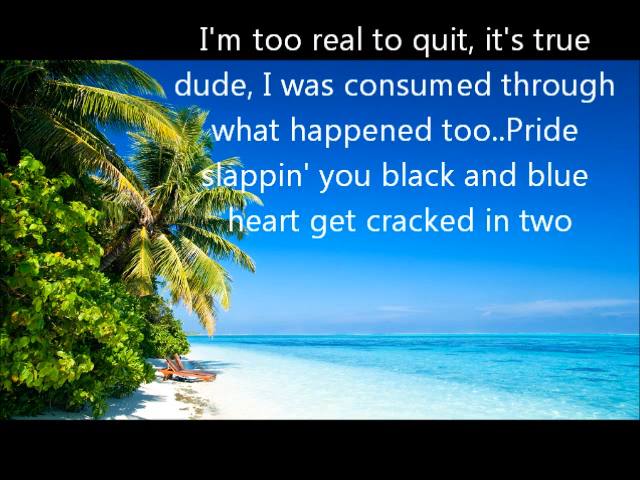 I'm too real to quit, it's true
dude, I was consumed through
what happened too..Pride
slappin' you black and blue
heart get cracked in two